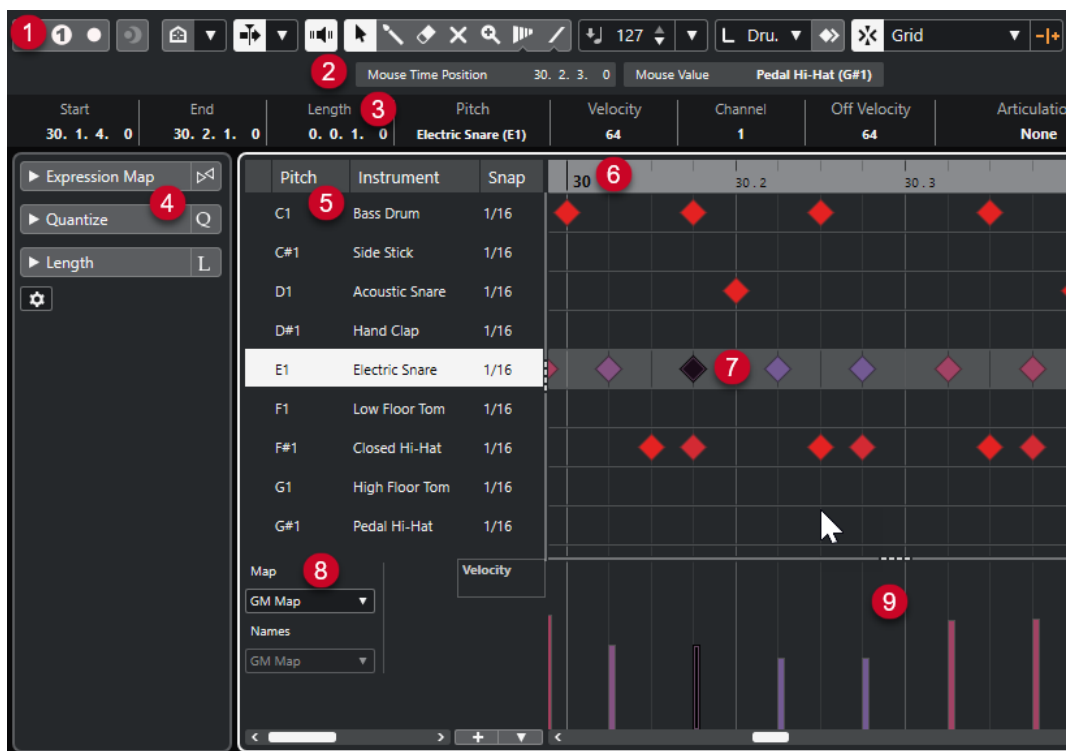 1 1 127 L Dru. Grid
2 Mouse Time Position 30. 2. 3. 0 Mouse Value Pedal Hi-Hat (G#1)
Start End Length 3 Pitch Velocity Channel Off Velocity Articulatio
30. 1. 4. 0 30. 2. 1. 0 0. 0. 1. 0 Electric Snare (E1) 64 1 64 None
Expression Map
4
Quantize Q
Length L
Pitch Instrument Snap
5
30 6 30.2 30.3
C1 Bass Drum 1/16
C#1 Side Stick 1/16
D1 Acoustic Snare 1/16
D#1 Hand Clap 1/16
E1 Electric Snare 1/16
7
F1 Low Floor Tom 1/16
F#1 Closed Hi-Hat 1/16
G1 High Floor Tom 1/16
G#1 Pedal Hi-Hat 1/16
Map 8 Velocity
GM Map
Names
GM Map
9